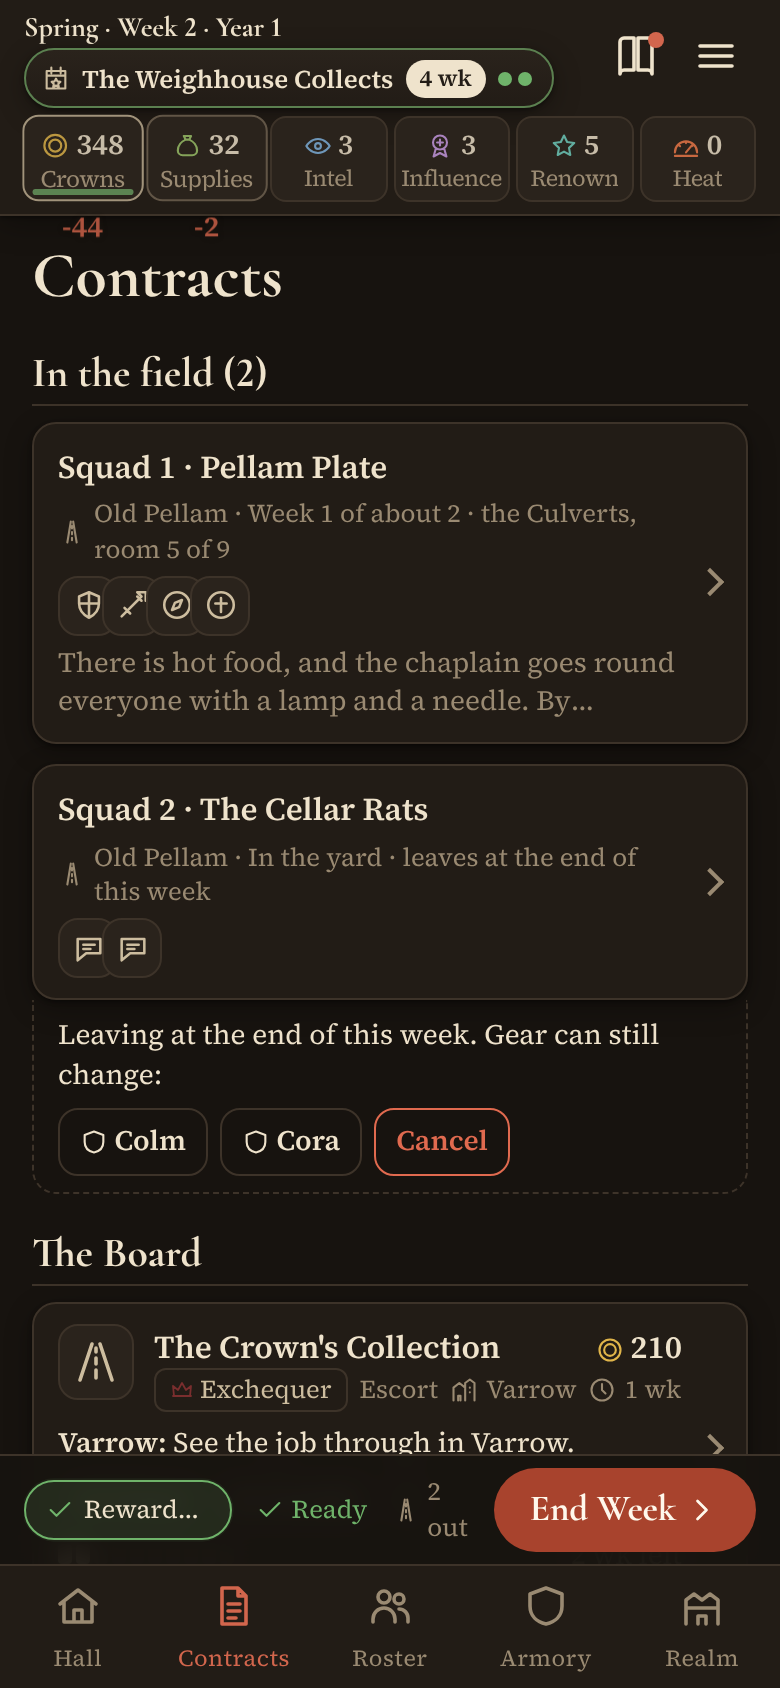 Spring · Week 2 · Year 1
The Weighhouse Collects 4 wk
348 32 3 3 5 0
Crowns Supplies Intel Influence Renown Heat
-44 -2
Contracts
In the field (2)
Squad 1 · Pellam Plate
Old Pellam · Week 1 of about 2 · the Culverts,
room 5 of 9
There is hot food, and the chaplain goes round
everyone with a lamp and a needle. By...
Squad 2 · The Cellar Rats
Old Pellam · In the yard · leaves at the end of
this week
Leaving at the end of this week. Gear can still
change:
Colm Cora Cancel
The Board
The Crown's Collection 210
Exchequer Escort Varrow 1 wk
Varrow: See the job through in Varrow.
Reward... Ready 2 out End Week
Hall Contracts Roster Armory Realm